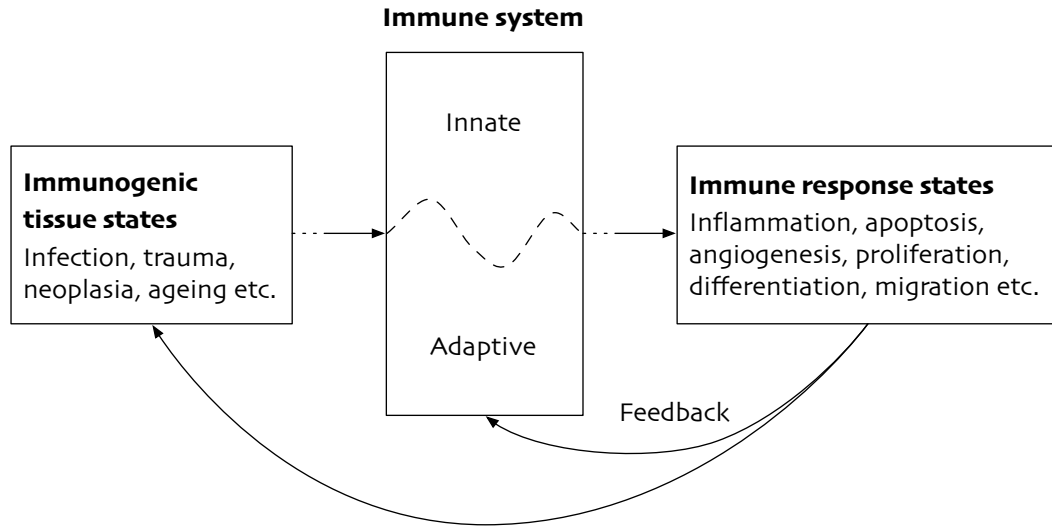 Immune system
Innate
Adaptive
Immunogenic
tissue states
Infection, trauma,
neoplasia, ageing etc.
Immune response states
Inflammation, apoptosis,
angiogenesis, proliferation,
differentiation, migration etc.
Feedback